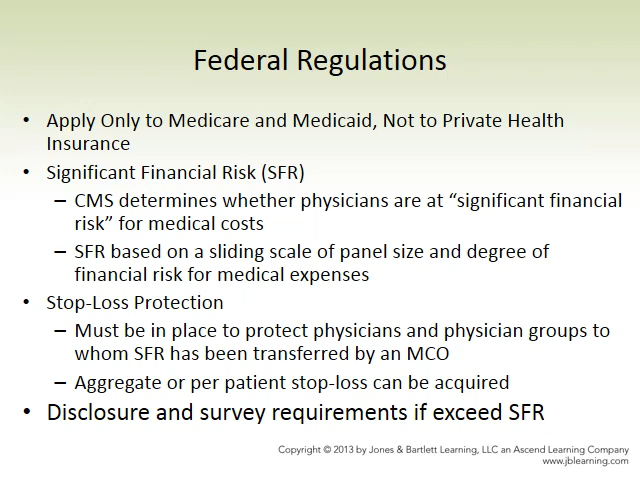 Federal Regulations
• Apply Only to Medicare and Medicaid, Not to Private Health
Insurance
• Significant Financial Risk (SFR)
– CMS determines whether physicians are at “significant financial
risk” for medical costs
– SFR based on a sliding scale of panel size and degree of
financial risk for medical expenses
• Stop-Loss Protection
– Must be in place to protect physicians and physician groups to
whom SFR has been transferred by an MCO
– Aggregate or per patient stop-loss can be acquired
• Disclosure and survey requirements if exceed SFR
Copyright © 2013 by Jones & Bartlett Learning, LLC an Ascend Learning Company
www.jblearning.com